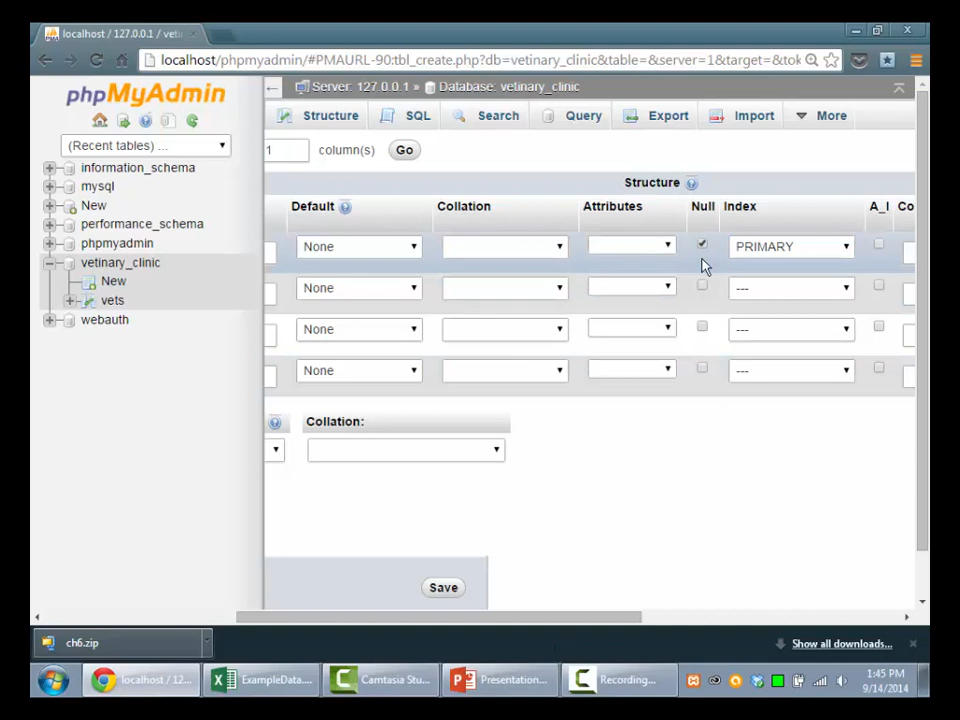 localhost / 127.0.0.1 / veti
localhost/phpmyadmin/#PMAURL-90:tbl_create.php?db=vetinary_clinic&table=&server=1&target=&tok
phpMyAdmin
(Recent tables) ...
information_schema
mysql
New
performance_schema
phpmyadmin
vetinary_clinic
New
vets
webauth
Server: 127.0.0.1 » Database: vetinary_clinic
Structure SQL Search Query Export Import More
1 column(s) Go
Structure
Default Collation Attributes Null Index A_I Co
None PRIMARY
None ---
None ---
None ---
Collation:
Save
ch6.zip
Show all downloads...
localhost / 12... ExampleData.... Camtasia Stu... Presentation... Recording....
1:45 PM
9/14/2014